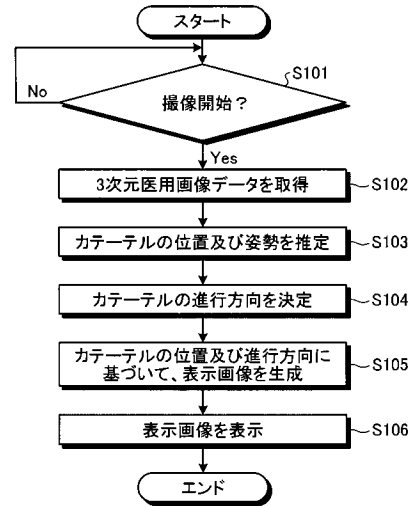 スタート
S101
No
撮像開始?
Yes
3次元医用画像データを取得
S102
カテーテルの位置及び姿勢を推定
S103
カテーテルの進行方向を決定
S104
カテーテルの位置及び進行方向に
基づいて、表示画像を生成
S105
表示画像を表示
S106
エンド